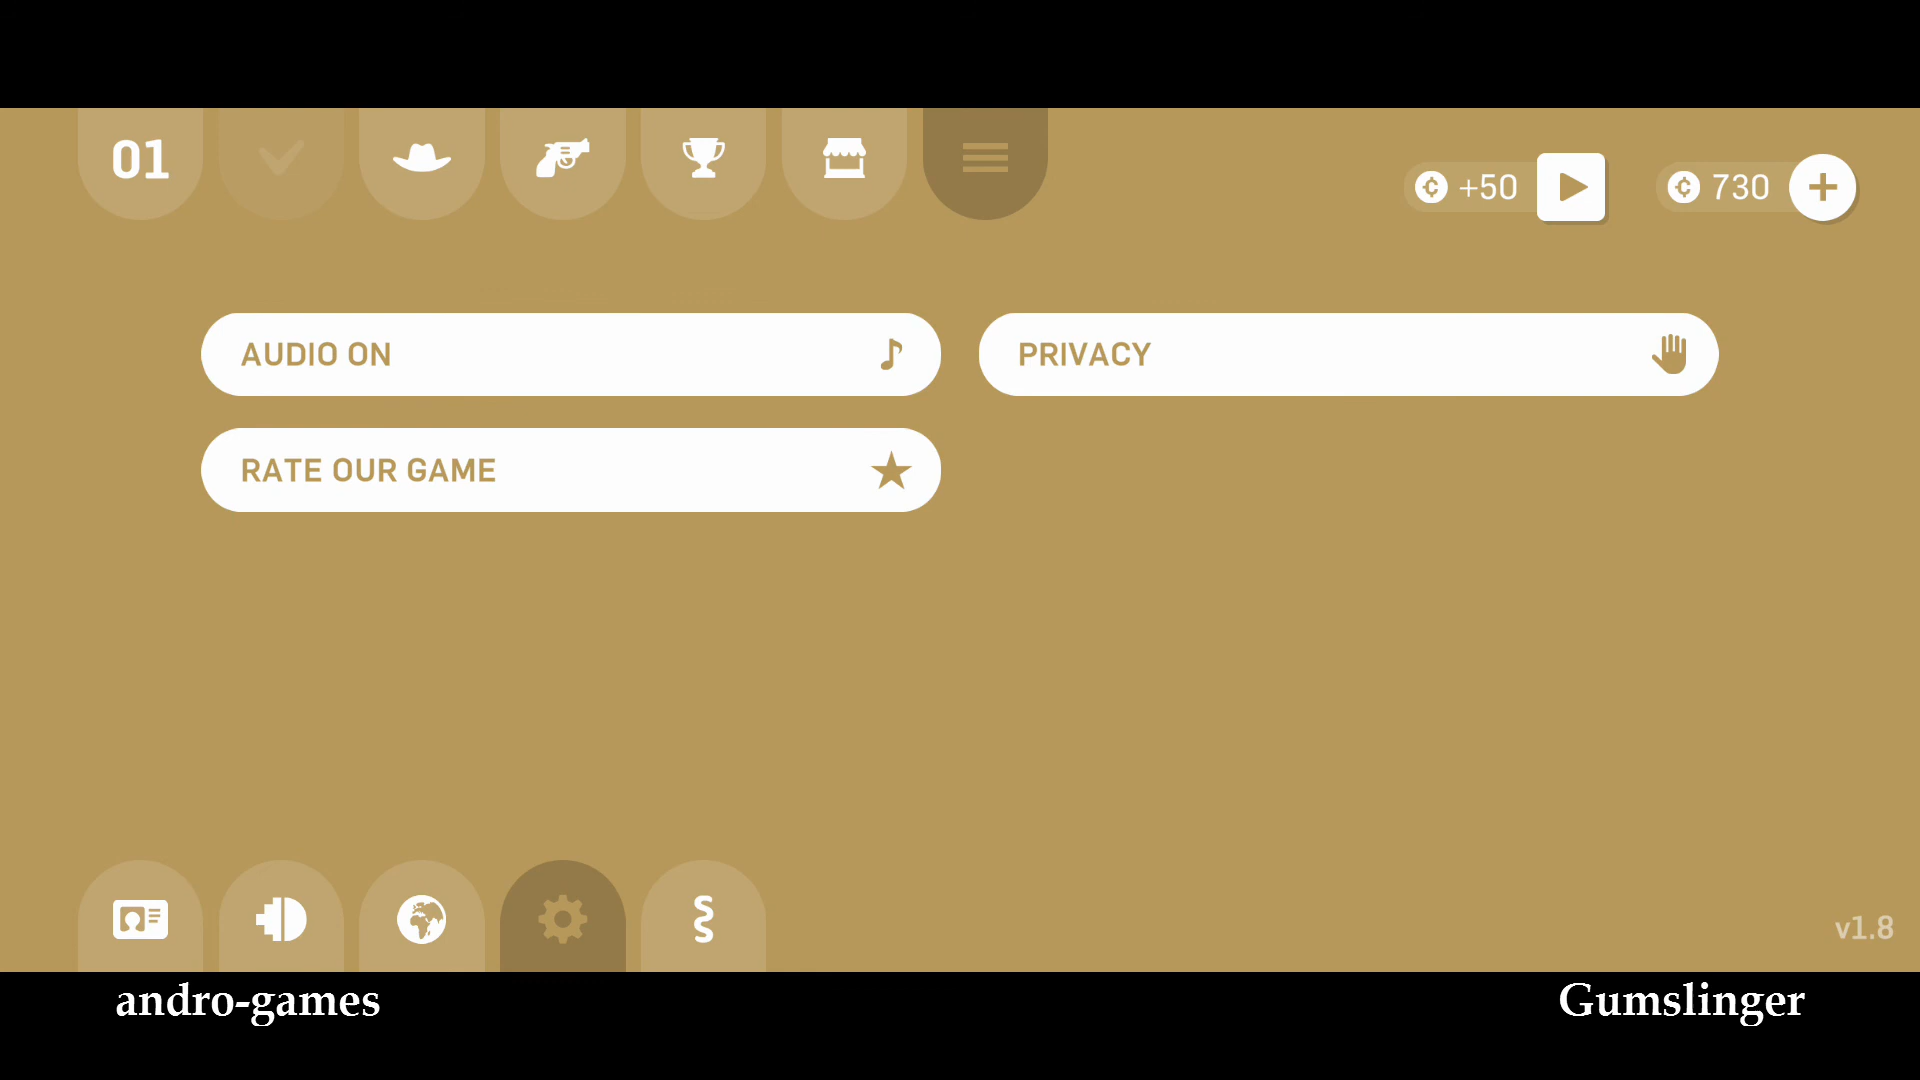 01
+50
730
AUDIO ON
PRIVACY
RATE OUR GAME
v1.8
andro-games
Gumslinger